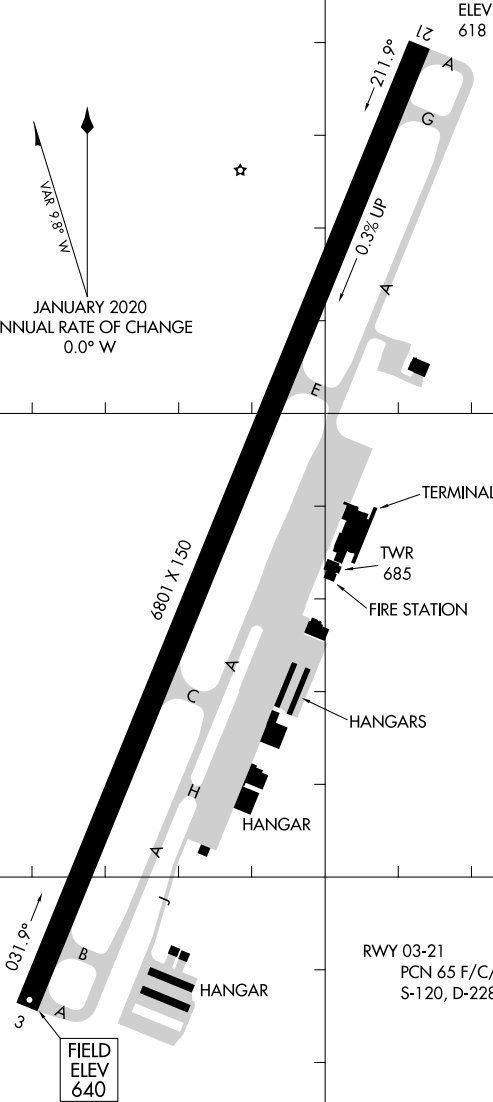 ELEV
618
21
A
211.9°
G
VAR 9.8° W
0.3% UP
A
JANUARY 2020
NNUAL RATE OF CHANGE
0.0° W
E
TERMINAL
TWR
685
6801 X 150
FIRE STATION
A
C
HANGARS
H
HANGAR
A
J
031.9°
B
RWY 03-21
PCN 65 F/C/
S-120, D-228
HANGAR
A
3
FIELD
ELEV
640